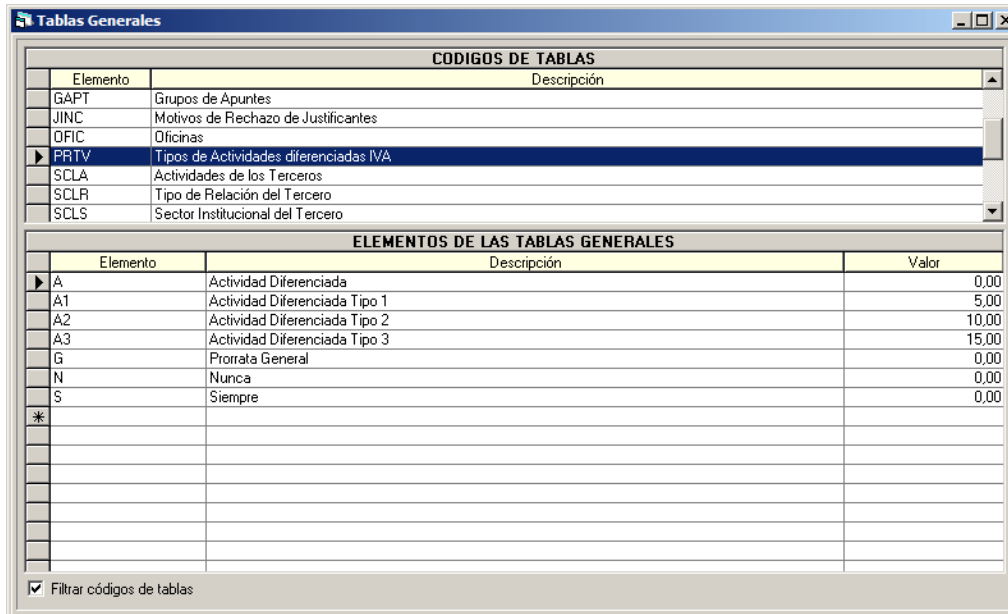 Tablas Generales
CODIGOS DE TABLAS
Elemento Descripción
GAPT Grupos de Apuntes
JINC Motivos de Rechazo de Justificantes
OFIC Oficinas
PRTV Tipos de Actividades diferenciadas IVA
SCLA Actividades de los Terceros
SCLR Tipo de Relación del Tercero
SCLS Sector Institucional del Tercero
ELEMENTOS DE LAS TABLAS GENERALES
Elemento Descripción Valor
A Actividad Diferenciada 0,00
A1 Actividad Diferenciada Tipo 1 5,00
A2 Actividad Diferenciada Tipo 2 10,00
A3 Actividad Diferenciada Tipo 3 15,00
G Prorrata General 0,00
N Nunca 0,00
S Siempre 0,00
Filtrar códigos de tablas